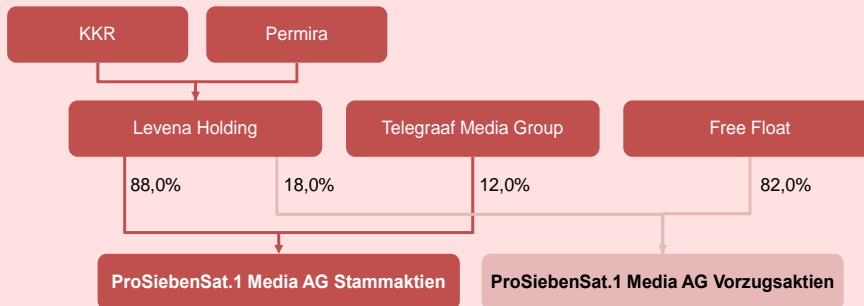 KKR
Permira
Levena Holding
Telegraaf Media Group
Free Float
88,0%
18,0%
12,0%
82,0%
ProSiebenSat.1 Media AG Stammaktien
ProSiebenSat.1 Media AG Vorzugsaktien